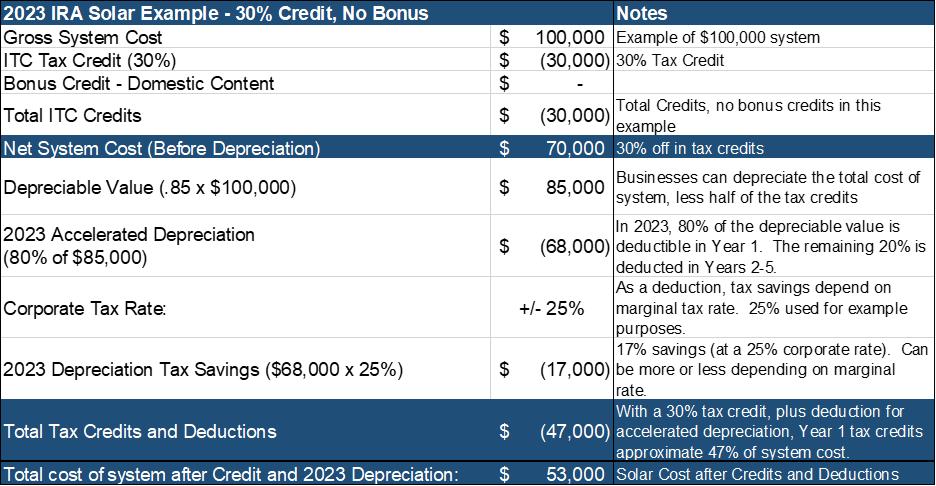 2023 IRA Solar Example - 30% Credit, No Bonus Notes
Gross System Cost $ 100,000 Example of $100,000 system
ITC Tax Credit (30%) $ (30,000) 30% Tax Credit
Bonus Credit - Domestic Content $ -
Total ITC Credits $ (30,000) Total Credits, no bonus credits in this
example
Net System Cost (Before Depreciation) $ 70,000 30% off in tax credits
Depreciable Value (.85 x $100,000) $ 85,000 Businesses can depreciate the total cost of
system, less half of the tax credits
2023 Accelerated Depreciation
(80% of $85,000) $ (68,000) In 2023, 80% of the depreciable value is
deductible in Year 1. The remaining 20% is
deducted in Years 2-5.
Corporate Tax Rate: +/- 25% As a deduction, tax savings depend on
marginal tax rate. 25% used for example
purposes.
2023 Depreciation Tax Savings ($68,000 x 25%) $ (17,000) 17% savings (at a 25% corporate rate). Can
be more or less depending on marginal
rate.
Total Tax Credits and Deductions $ (47,000) With a 30% tax credit, plus deduction for
accelerated depreciation, Year 1 tax credits
approximate 47% of system cost.
Total cost of system after Credit and 2023 Depreciation: $ 53,000 Solar Cost after Credits and Deductions